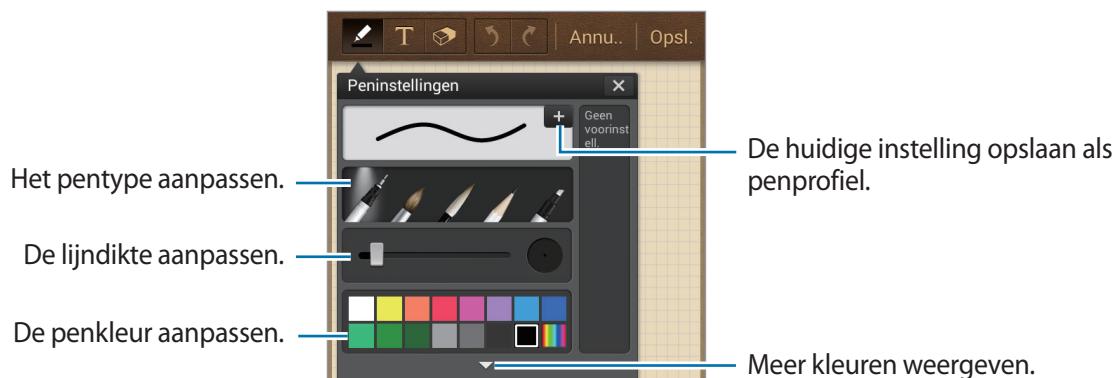 T
Annu..
Opsl.
Peninstellingen
Geen
voorinst
ell.
De huidige instelling opslaan als
penprofiel.
Het pentype aanpassen.
De lijndikte aanpassen.
De penkleur aanpassen.
Meer kleuren weergeven.